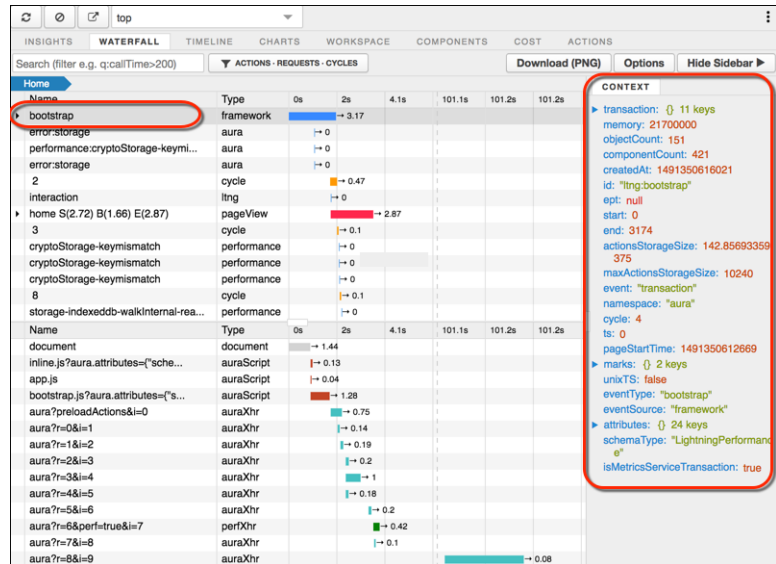 top
INSIGHTS WATERFALL TIMELINE CHARTS WORKSPACE COMPONENTS COST ACTIONS
Search (filter e.g. q:callTime>200) ACTIONS · REQUESTS · CYCLES Download (PNG) Options Hide Sidebar ▶
Home
CONTEXT
Name Type 0s 2s 4.1s 101.1s 101.2s 101.2s
bootstrap framework 3.17
error:storage aura 0
performance:cryptoStorage-keymi... aura 0
error:storage aura 0
2 cycle 0.47
interaction ltng 0
home S(2.72) B(1.66) E(2.87) pageView 2.87
3 cycle 0.1
cryptoStorage-keymismatch performance 0
cryptoStorage-keymismatch performance 0
cryptoStorage-keymismatch performance 0
8 cycle 0.1
storage-indexeddb-walkInternal-rea... performance 0
Name Type 0s 2s 4.1s 101.1s 101.2s 101.2s
document document 1.44
inline.js?aura.attributes={"sche... auraScript 0.13
app.js auraScript 0.04
bootstrap.js?aura.attributes={"s... auraScript 1.28
aura?preloadActions&i=0 auraXhr 0.75
aura?r=0&i=1 auraXhr 0.14
aura?r=1&i=2 auraXhr 0.19
aura?r=2&i=3 auraXhr 0.2
aura?r=3&i=4 auraXhr 1
aura?r=4&i=5 auraXhr 0.18
aura?r=5&i=6 auraXhr 0.2
aura?r=6&perf=true&i=7 perfXhr 0.42
aura?r=7&i=8 auraXhr 0.1
aura?r=8&i=9 auraXhr 0.08
transaction: {} 11 keys
memory: 21700000
objectCount: 151
componentCount: 421
createdAt: 1491350616021
id: "ltng:bootstrap"
ept: null
start: 0
end: 3174
actionsStorageSize: 142.85693359
375
maxActionsStorageSize: 10240
event: "transaction"
namespace: "aura"
cycle: 4
ts: 0
pageStartTime: 1491350612669
marks: {} 2 keys
unixTS: false
eventType: "bootstrap"
eventSource: "framework"
attributes: {} 24 keys
schemaType: "LightningPerformanc
e"
isMetricsServiceTransaction: true